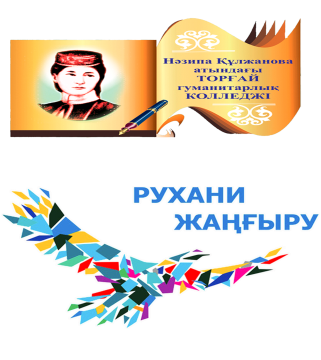 Нәзипа Құлжанова
атындағы
ТОРҒАЙ
гуманитарлық
КОЛЛЕДЖІ
РУХАНИ
ЖАҢҒЫРУ